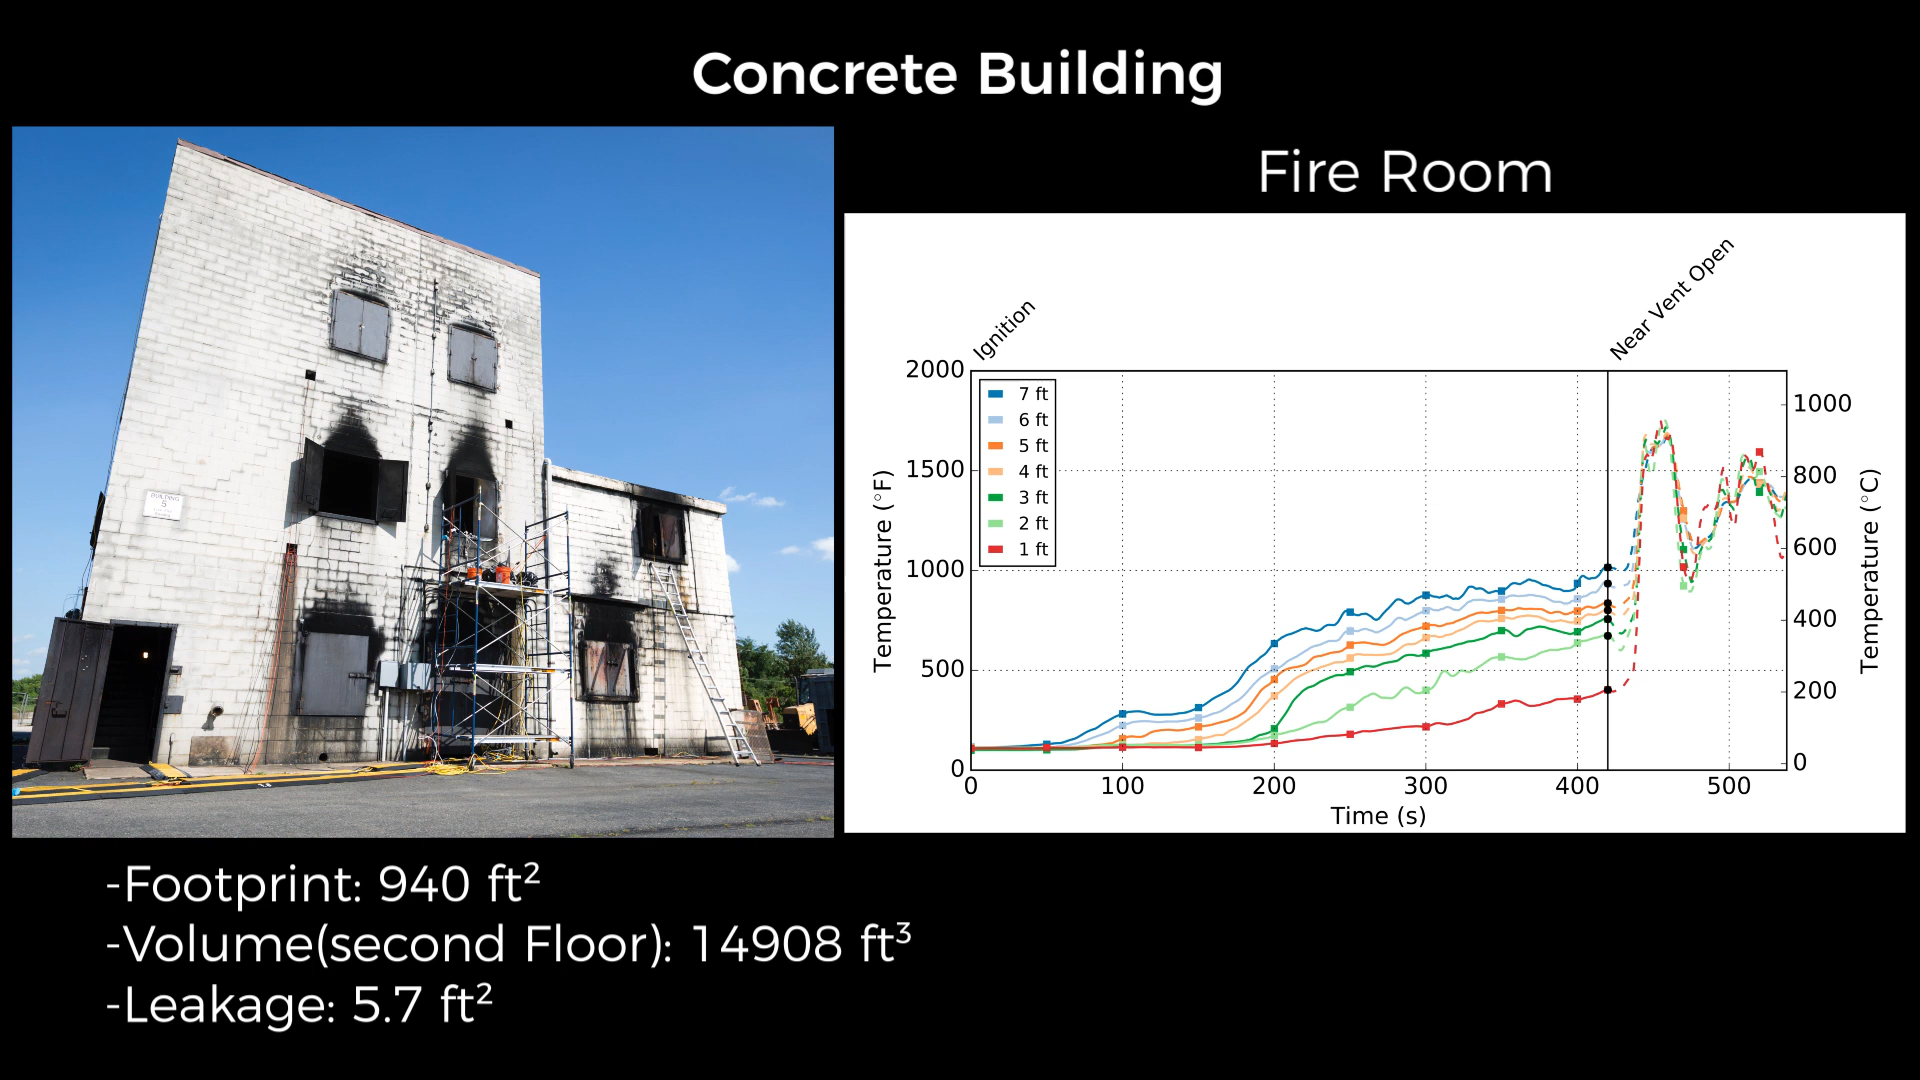 Concrete Building
Fire Room
Ignition
Near Vent Open
2000
1500
1000
500
0
7 ft
6 ft
5 ft
4 ft
3 ft
2 ft
1 ft
1000
800
600
400
200
0
Temperature (°F)
Temperature (°C)
0 100 200 300 400 500
Time (s)
BUILDING
5
-Footprint: 940 ft²
-Volume(second Floor): 14908 ft³
-Leakage: 5.7 ft²